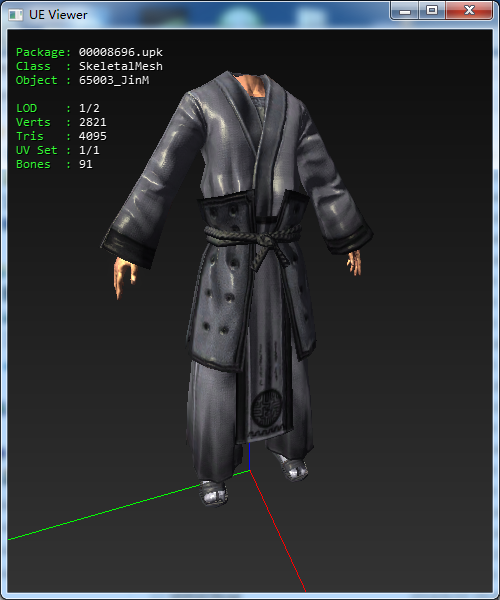 UE Viewer
Package: 00008696.upk
Class : SkeletalMesh
Object : 65003_JinM
LOD : 1/2
Verts : 2821
Tris : 4095
UV Set : 1/1
Bones : 91